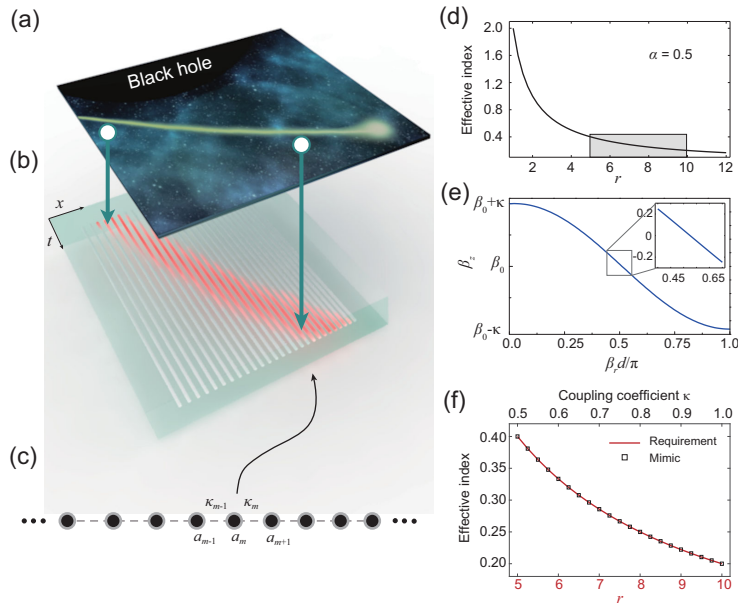 (a)
Black hole
(b)
x
t
(c)
••• κm-1 κm •••
am-1 am am+1
(d)
Effective index
2.0
1.6
1.2
0.8
0.4
α = 0.5
2 4 6 8 10 12
r
(e)
βz
β0+κ
β0
β0-κ
0.2
0
-0.2
0.45 0.65
0.0 0.25 0.50 0.75 1.0
βrd/π
(f)
Coupling coefficient κ
0.5 0.6 0.7 0.8 0.9 1.0
Effective index
0.40
0.35
0.30
0.25
0.20
Requirement
Mimic
5 6 7 8 9 10
r